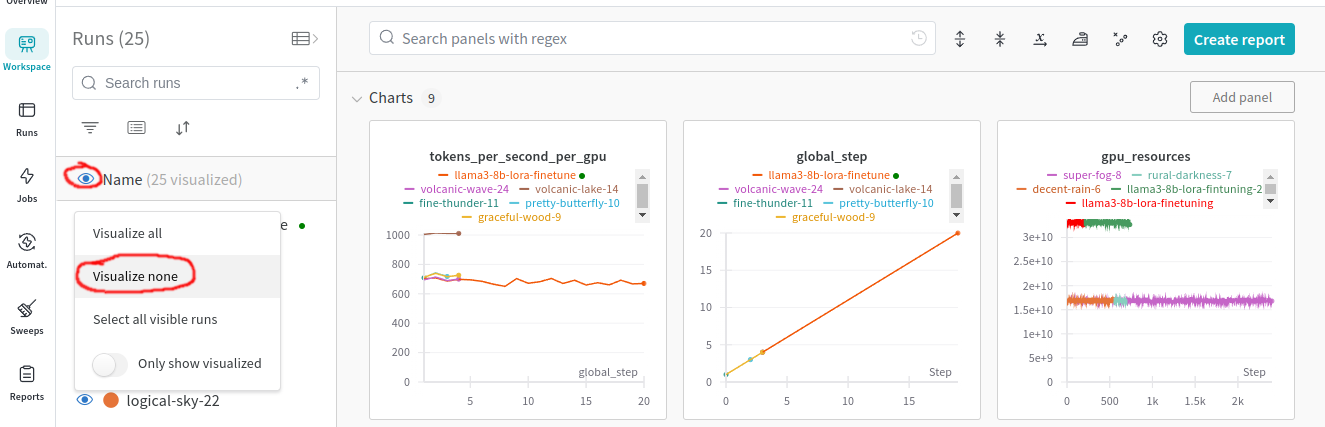 Overview
Workspace
Runs
Jobs
Automat.
Sweeps
Reports
Runs (25)
Search runs
.*
Name (25 visualized)
e
Visualize all
Visualize none
Select all visible runs
Only show visualized
logical-sky-22
Search panels with regex
Create report
Charts 9
Add panel
tokens_per_second_per_gpu
llama3-8b-lora-finetune
volcanic-wave-24 volcanic-lake-14
fine-thunder-11 pretty-butterfly-10
graceful-wood-9
1000
800
600
400
200
0
global_step
5 10 15 20
global_step
llama3-8b-lora-finetune
volcanic-wave-24 volcanic-lake-14
fine-thunder-11 pretty-butterfly-10
graceful-wood-9
20
15
10
5
0
Step
0 5 10 15
gpu_resources
super-fog-8 rural-darkness-7
decent-rain-6 llama3-8b-lora-fintuning-2
llama3-8b-lora-finetuning
3e+10
2.5e+10
2e+10
1.5e+10
1e+10
5e+9
0
Step
0 500 1k 1.5k 2k